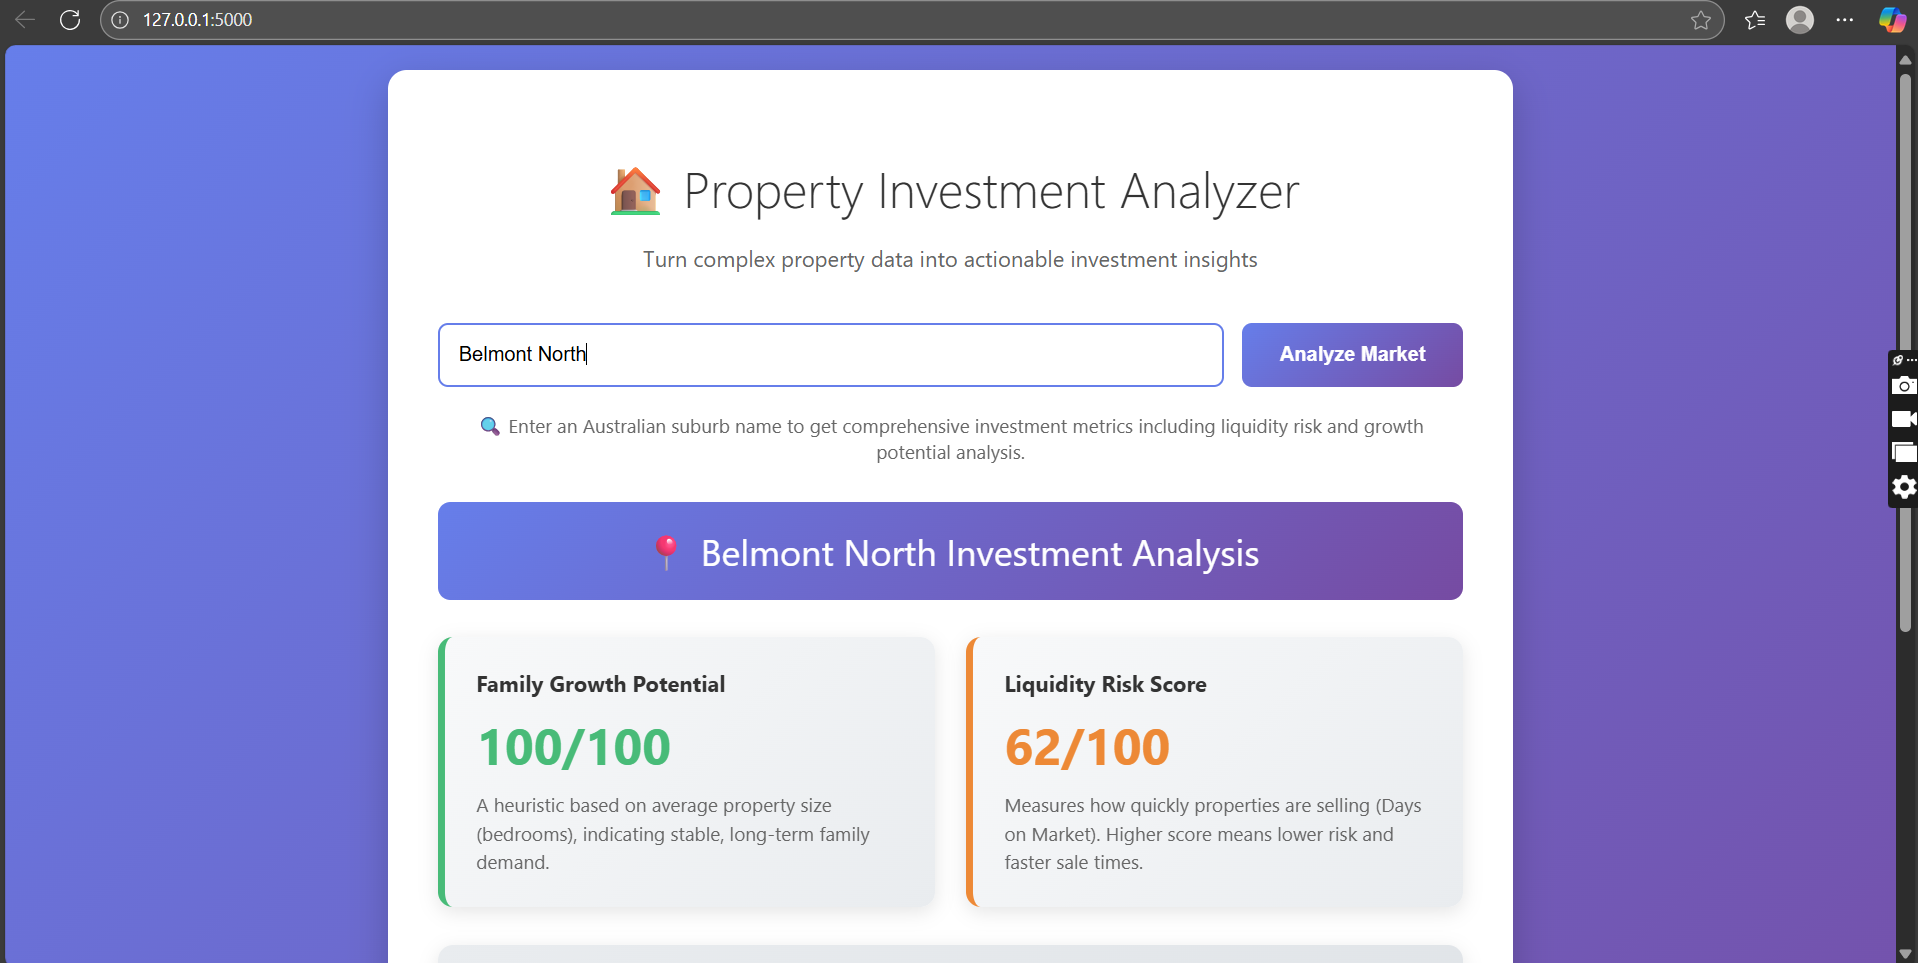 127.0.0.1:5000
Property Investment Analyzer
Turn complex property data into actionable investment insights
Belmont North
Analyze Market
Enter an Australian suburb name to get comprehensive investment metrics including liquidity risk and growth
potential analysis.
Belmont North Investment Analysis
Family Growth Potential
100/100
A heuristic based on average property size
(bedrooms), indicating stable, long-term family
demand.
Liquidity Risk Score
62/100
Measures how quickly properties are selling (Days
on Market). Higher score means lower risk and
faster sale times.